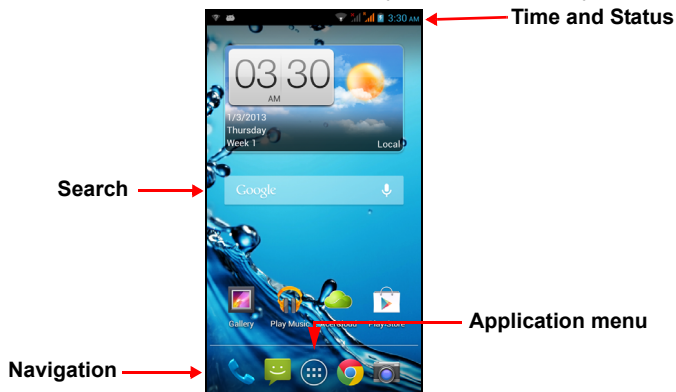 3:30 AM
Time and Status
03 30
AM
1/3/2013
Thursday
Week 1
Local
Search
Google
Gallery
Play Music
AcerCloud
Play Store
Application menu
Navigation